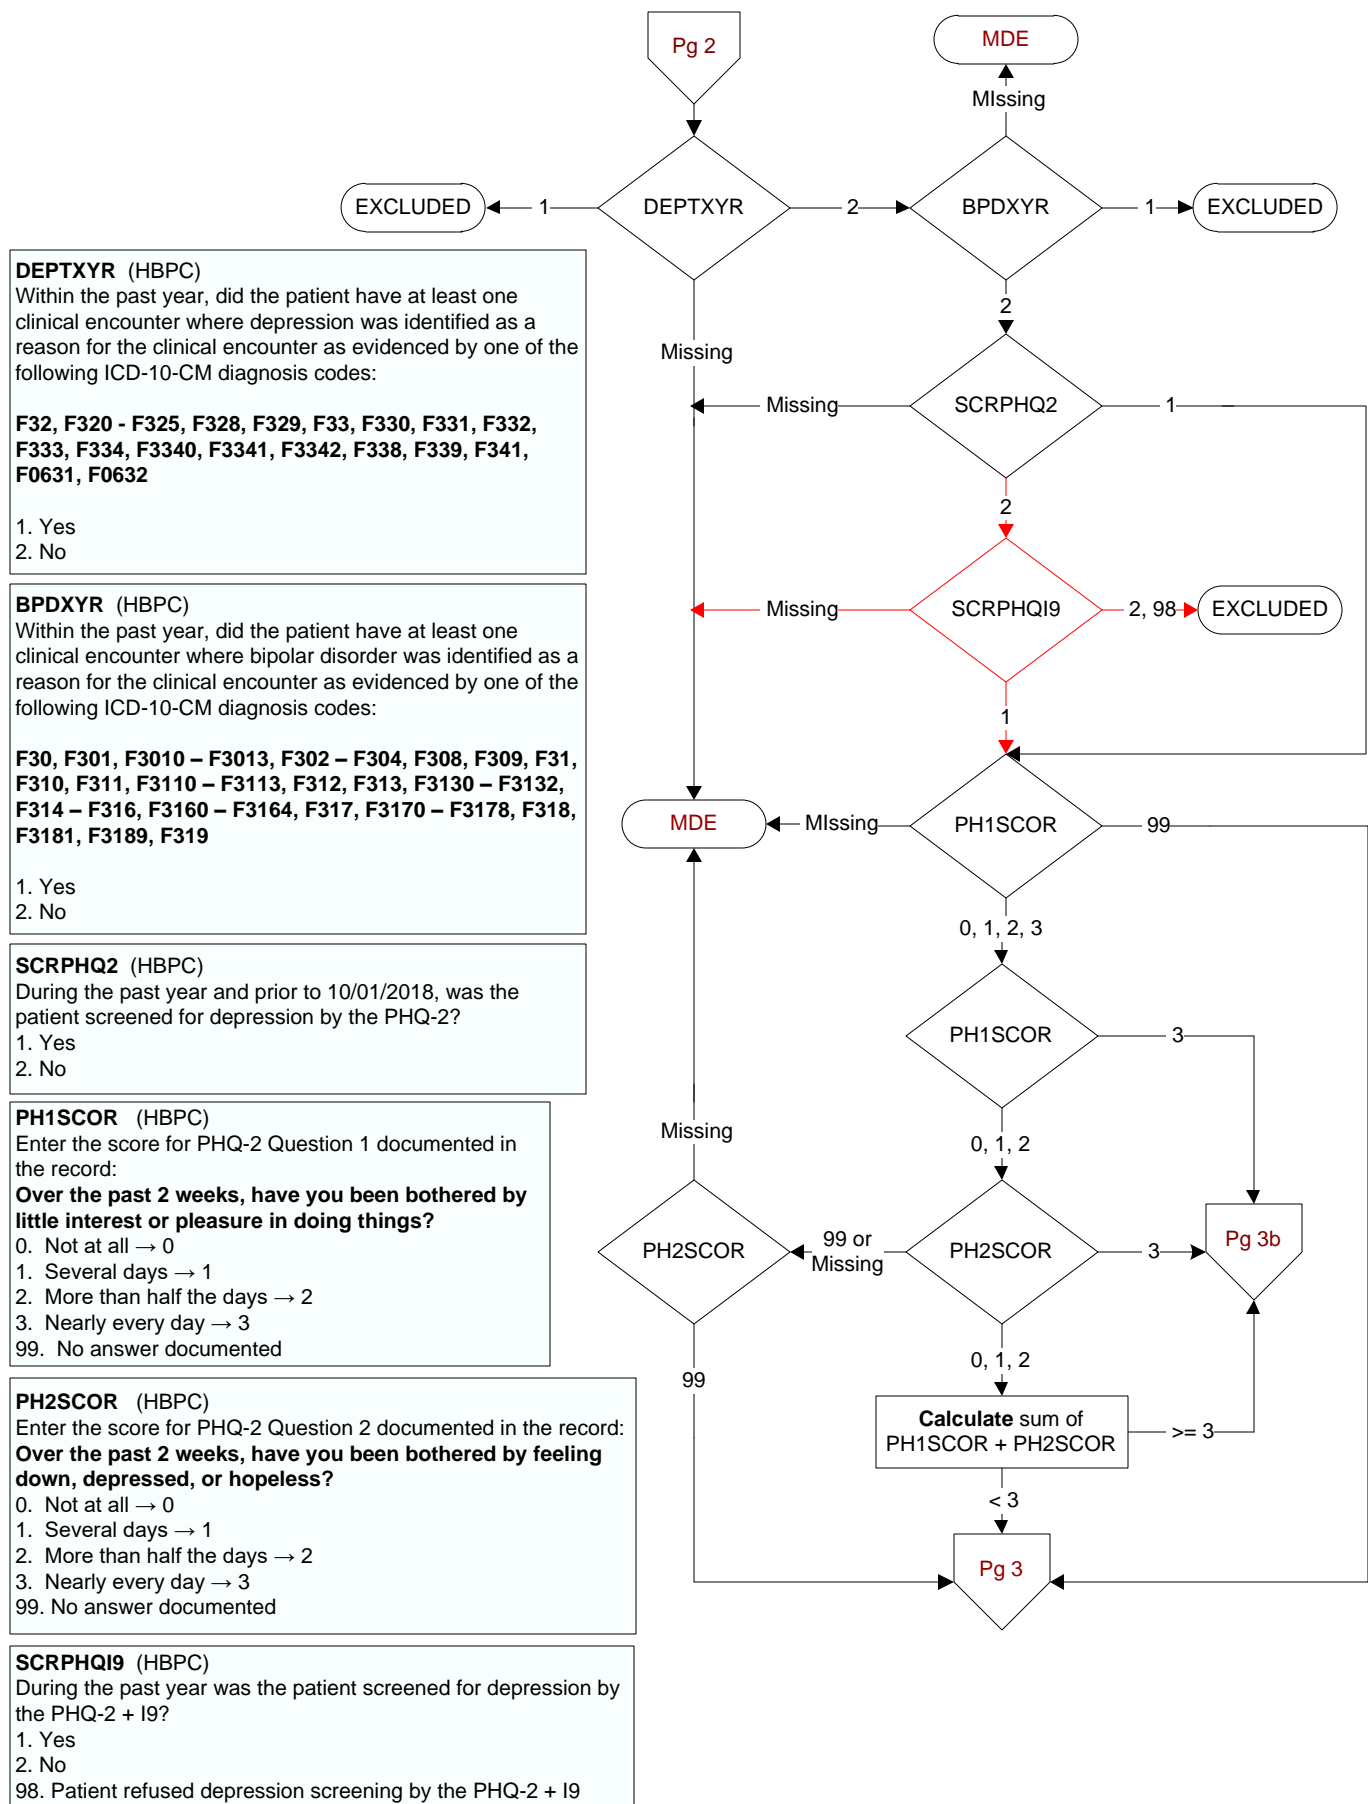 Pg 2
MDE
MIssing
EXCLUDED
1
DEPTXYR
2
BPDXYR
1
EXCLUDED
DEPTXYR (HBPC)
Within the past year, did the patient have at least one
clinical encounter where depression was identified as a
reason for the clinical encounter as evidenced by one of the
following ICD-10-CM diagnosis codes:
F32, F320 - F325, F328, F329, F33, F330, F331, F332,
F333, F334, F3340, F3341, F3342, F338, F339, F341,
F0631, F0632
1. Yes
2. No
2
Missing
Missing
SCRPHQ2
1
2
BPDXYR (HBPC)
Within the past year, did the patient have at least one
clinical encounter where bipolar disorder was identified as a
reason for the clinical encounter as evidenced by one of the
following ICD-10-CM diagnosis codes:
F30, F301, F3010 – F3013, F302 – F304, F308, F309, F31,
F310, F311, F3110 – F3113, F312, F313, F3130 – F3132,
F314 – F316, F3160 – F3164, F317, F3170 – F3178, F318,
F3181, F3189, F319
1. Yes
2. No
Missing
SCRPHQI9
2, 98
EXCLUDED
1
MDE
MIssing
PH1SCOR
99
0, 1, 2, 3
SCRPHQ2 (HBPC)
During the past year and prior to 10/01/2018, was the
patient screened for depression by the PHQ-2?
1. Yes
2. No
PH1SCOR
3
0, 1, 2
PH1SCOR (HBPC)
Enter the score for PHQ-2 Question 1 documented in
the record:
Over the past 2 weeks, have you been bothered by
little interest or pleasure in doing things?
0. Not at all → 0
1. Several days → 1
2. More than half the days → 2
3. Nearly every day → 3
99. No answer documented
Missing
PH2SCOR
99 or
Missing
PH2SCOR
3
Pg 3b
0, 1, 2
99
PH2SCOR (HBPC)
Enter the score for PHQ-2 Question 2 documented in the record:
Over the past 2 weeks, have you been bothered by feeling
down, depressed, or hopeless?
0. Not at all → 0
1. Several days → 1
2. More than half the days → 2
3. Nearly every day → 3
99. No answer documented
Calculate sum of
PH1SCOR + PH2SCOR
>= 3
< 3
Pg 3
SCRPHQI9 (HBPC)
During the past year was the patient screened for depression by
the PHQ-2 + I9?
1. Yes
2. No
98. Patient refused depression screening by the PHQ-2 + I9